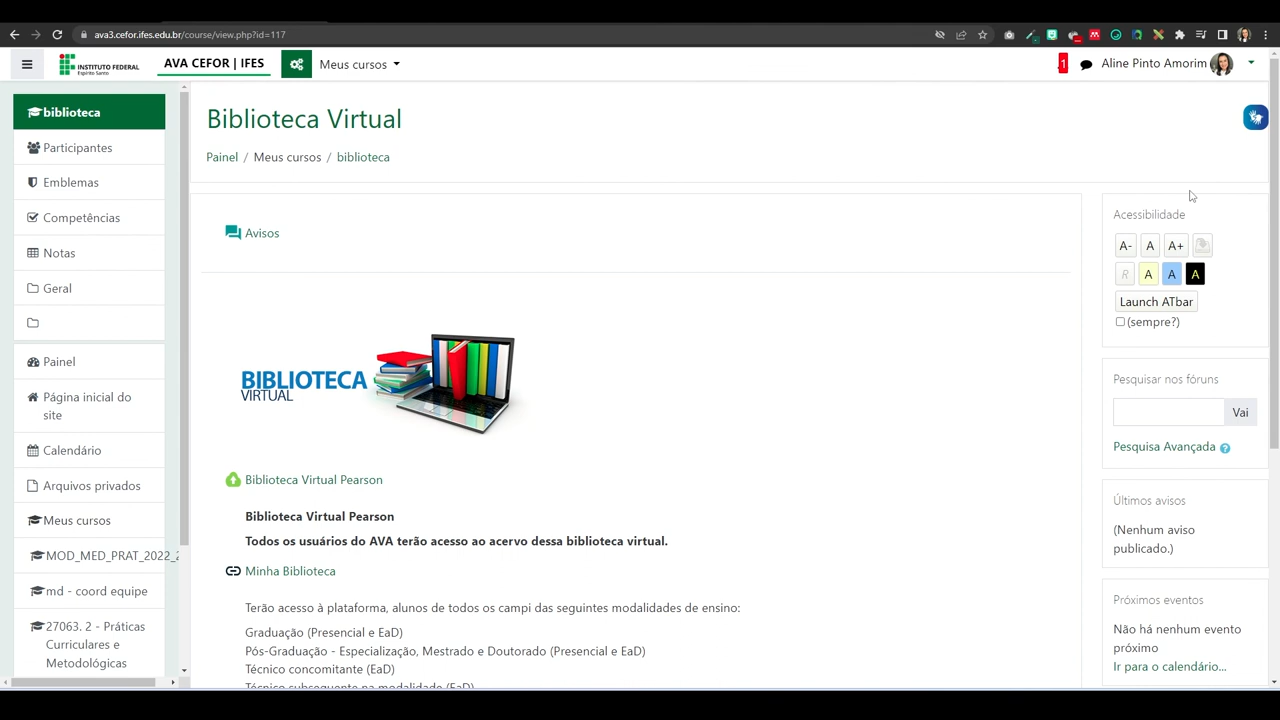 ava3.cefor.ifes.edu.br/course/view.php?id=117
INSTITUTO FEDERAL
Espírito Santo
AVA CEFOR | IFES
Meus cursos
1
Aline Pinto Amorim
biblioteca
Participantes
Emblemas
Competências
Notas
Geral
Painel
Página inicial do
site
Calendário
Arquivos privados
Meus cursos
MOD_MED_PRAT_2022_2
md - coord equipe
27063. 2 - Práticas
Curriculares e
Metodológicas
Biblioteca Virtual
Painel / Meus cursos / biblioteca
Avisos
BIBLIOTECA
VIRTUAL
Biblioteca Virtual Pearson
Biblioteca Virtual Pearson
Todos os usuários do AVA terão acesso ao acervo dessa biblioteca virtual.
Minha Biblioteca
Terão acesso à plataforma, alunos de todos os campi das seguintes modalidades de ensino:
Graduação (Presencial e EaD)
Pós-Graduação - Especialização, Mestrado e Doutorado (Presencial e EaD)
Técnico concomitante (EaD)
Técnico subsequente na modalidade (EaD)
Acessibilidade
A- A A+
R A A A
Launch ATbar
(sempre?)
Pesquisar nos fóruns
Vai
Pesquisa Avançada
Últimos avisos
(Nenhum aviso
publicado.)
Próximos eventos
Não há nenhum evento
próximo
Ir para o calendário...